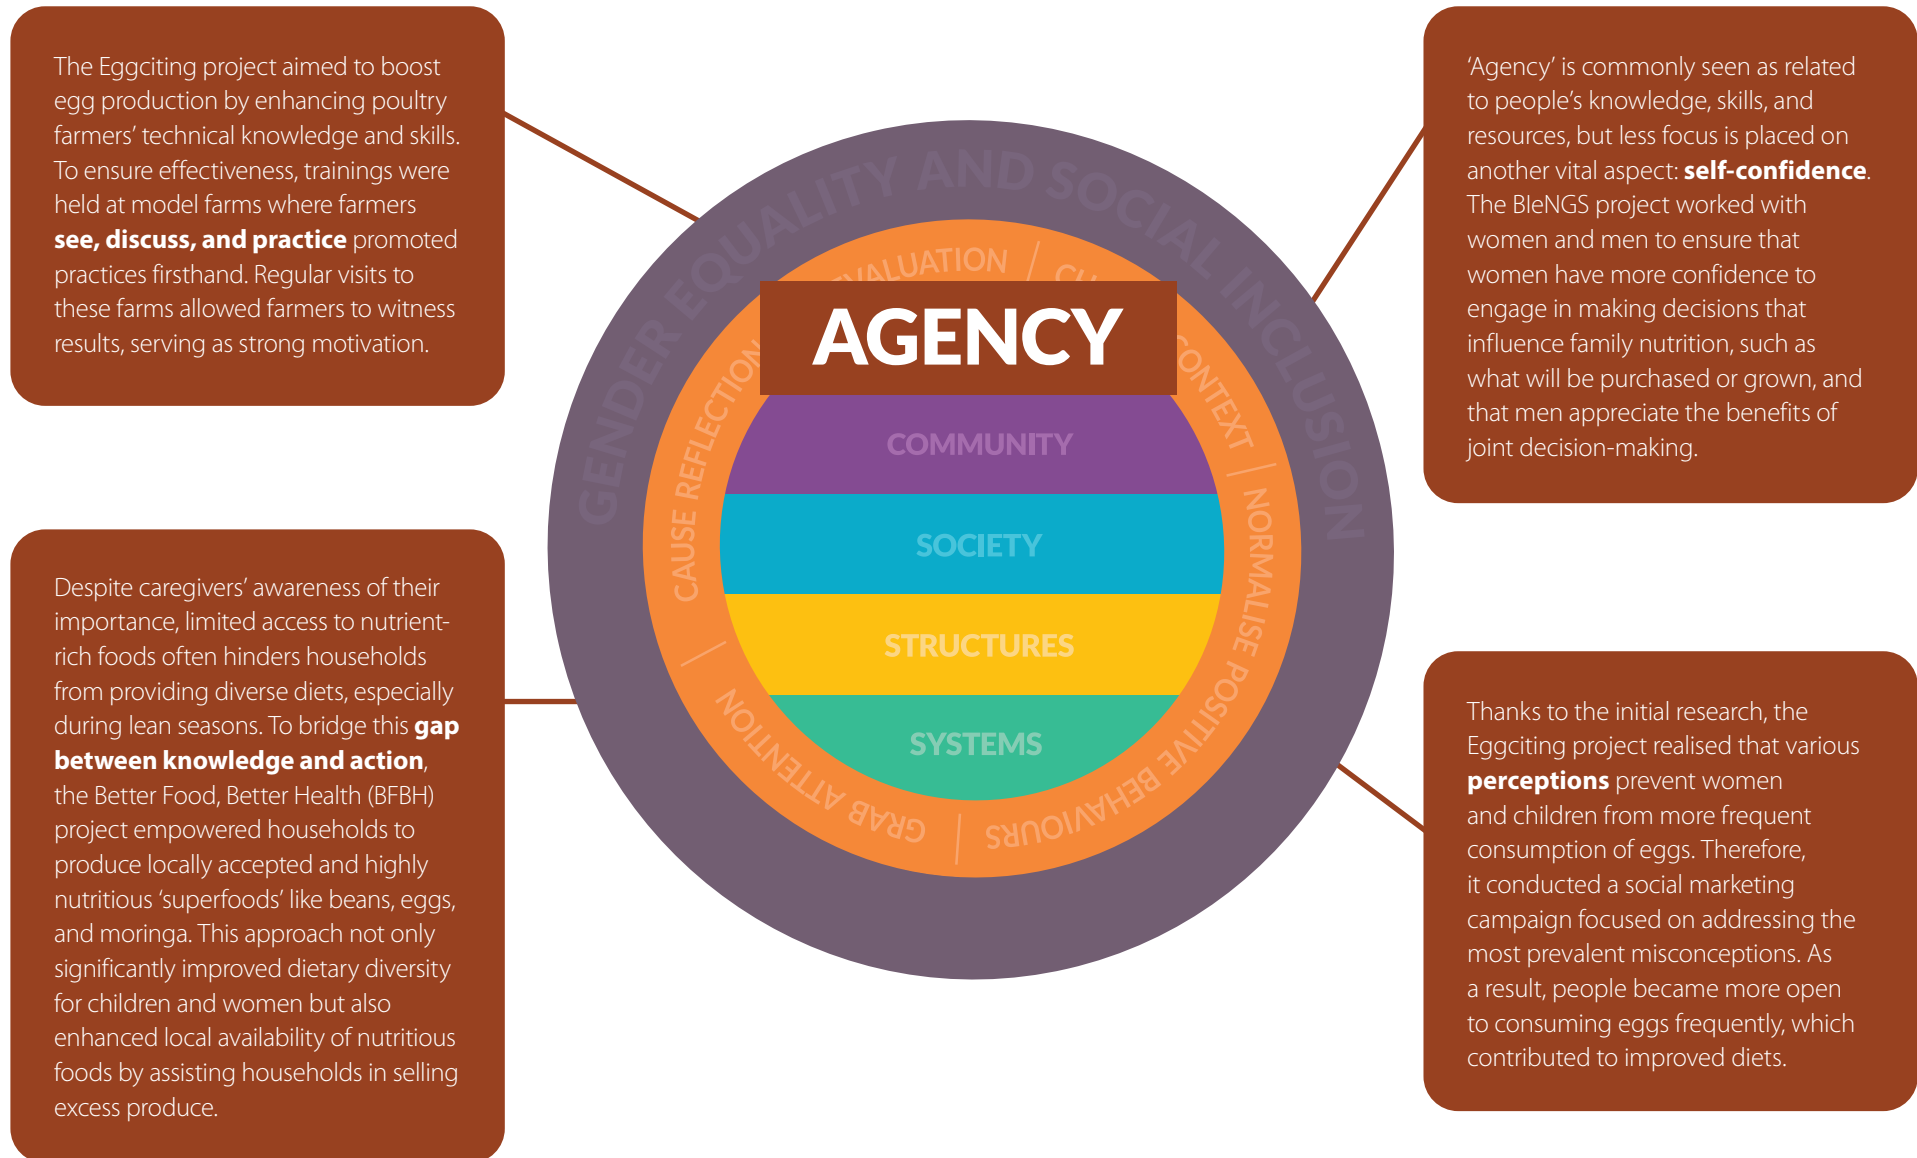 The Eggciting project aimed to boost
egg production by enhancing poultry
farmers’ technical knowledge and skills.
To ensure effectiveness, trainings were
held at model farms where farmers
see, discuss, and practice promoted
practices firsthand. Regular visits to
these farms allowed farmers to witness
results, serving as strong motivation.
Despite caregivers’ awareness of their
importance, limited access to nutrient-
rich foods often hinders households
from providing diverse diets, especially
during lean seasons. To bridge this gap
between knowledge and action,
the Better Food, Better Health (BFBH)
project empowered households to
produce locally accepted and highly
nutritious ‘superfoods’ like beans, eggs,
and moringa. This approach not only
significantly improved dietary diversity
for children and women but also
enhanced local availability of nutritious
foods by assisting households in selling
excess produce.
GENDER EQUALITY AND SOCIAL INCLUSION
CAUSE REFLECTION
EVALUATION
CONTEXT
NORMALISE POSITIVE BEHAVIOURS
GRAB ATTENTION
AGENCY
COMMUNITY
SOCIETY
STRUCTURES
SYSTEMS
‘Agency’ is commonly seen as related
to people’s knowledge, skills, and
resources, but less focus is placed on
another vital aspect: self-confidence.
The BleNGS project worked with
women and men to ensure that
women have more confidence to
engage in making decisions that
influence family nutrition, such as
what will be purchased or grown, and
that men appreciate the benefits of
joint decision-making.
Thanks to the initial research, the
Eggciting project realised that various
perceptions prevent women
and children from more frequent
consumption of eggs. Therefore,
it conducted a social marketing
campaign focused on addressing the
most prevalent misconceptions. As
a result, people became more open
to consuming eggs frequently, which
contributed to improved diets.